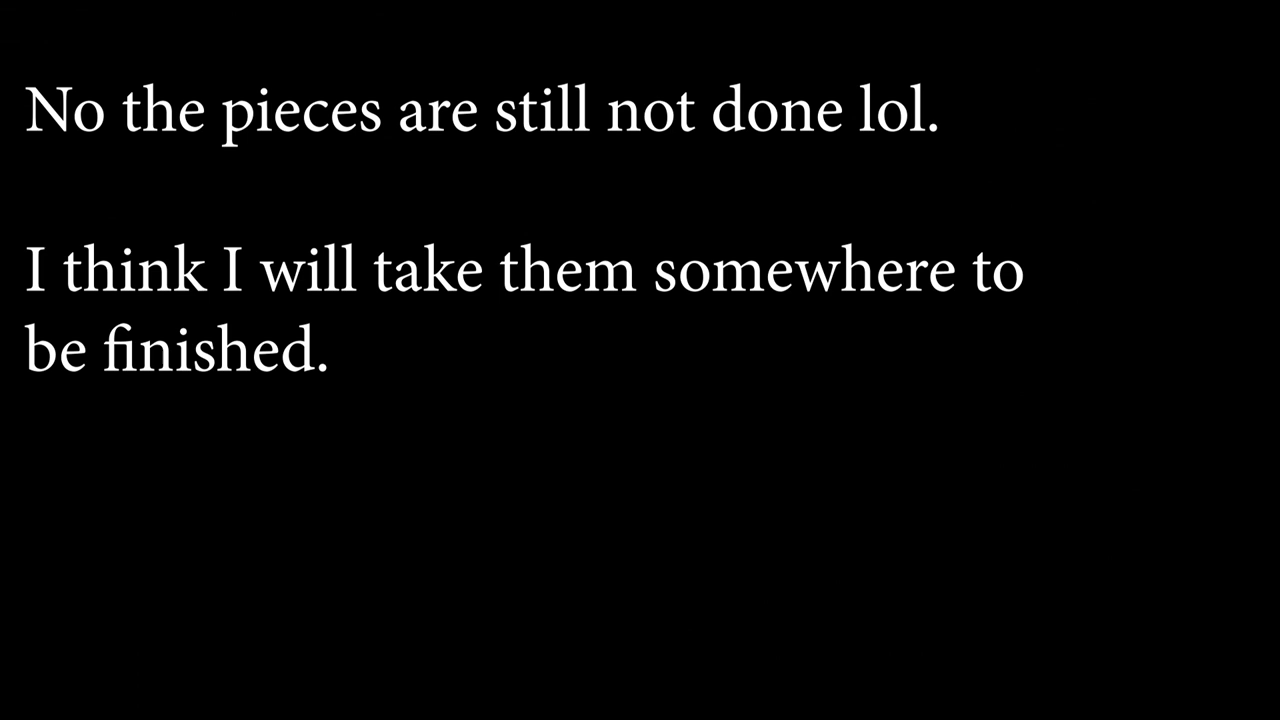 No the pieces are still not done lol.
I think I will take them somewhere to
be finished.